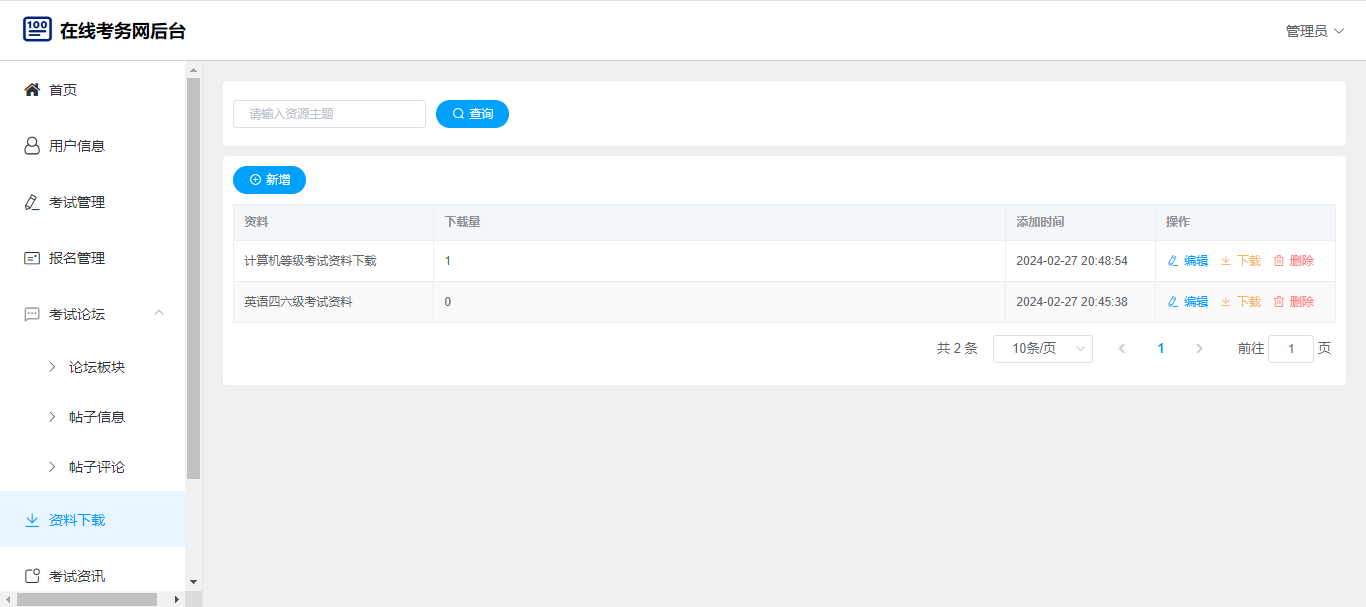 100 在线考务网后台
管理员
首页
用户信息
考试管理
报名管理
考试论坛
论坛板块
帖子信息
帖子评论
资料下载
考试资讯
请输入资源主题 查询
新增
资料 下载量 添加时间 操作
计算机等级考试资料下载 1 2024-02-27 20:48:54 编辑 下载 删除
英语四六级考试资料 0 2024-02-27 20:45:38 编辑 下载 删除
共 2 条 10条/页 1 前往 1 页